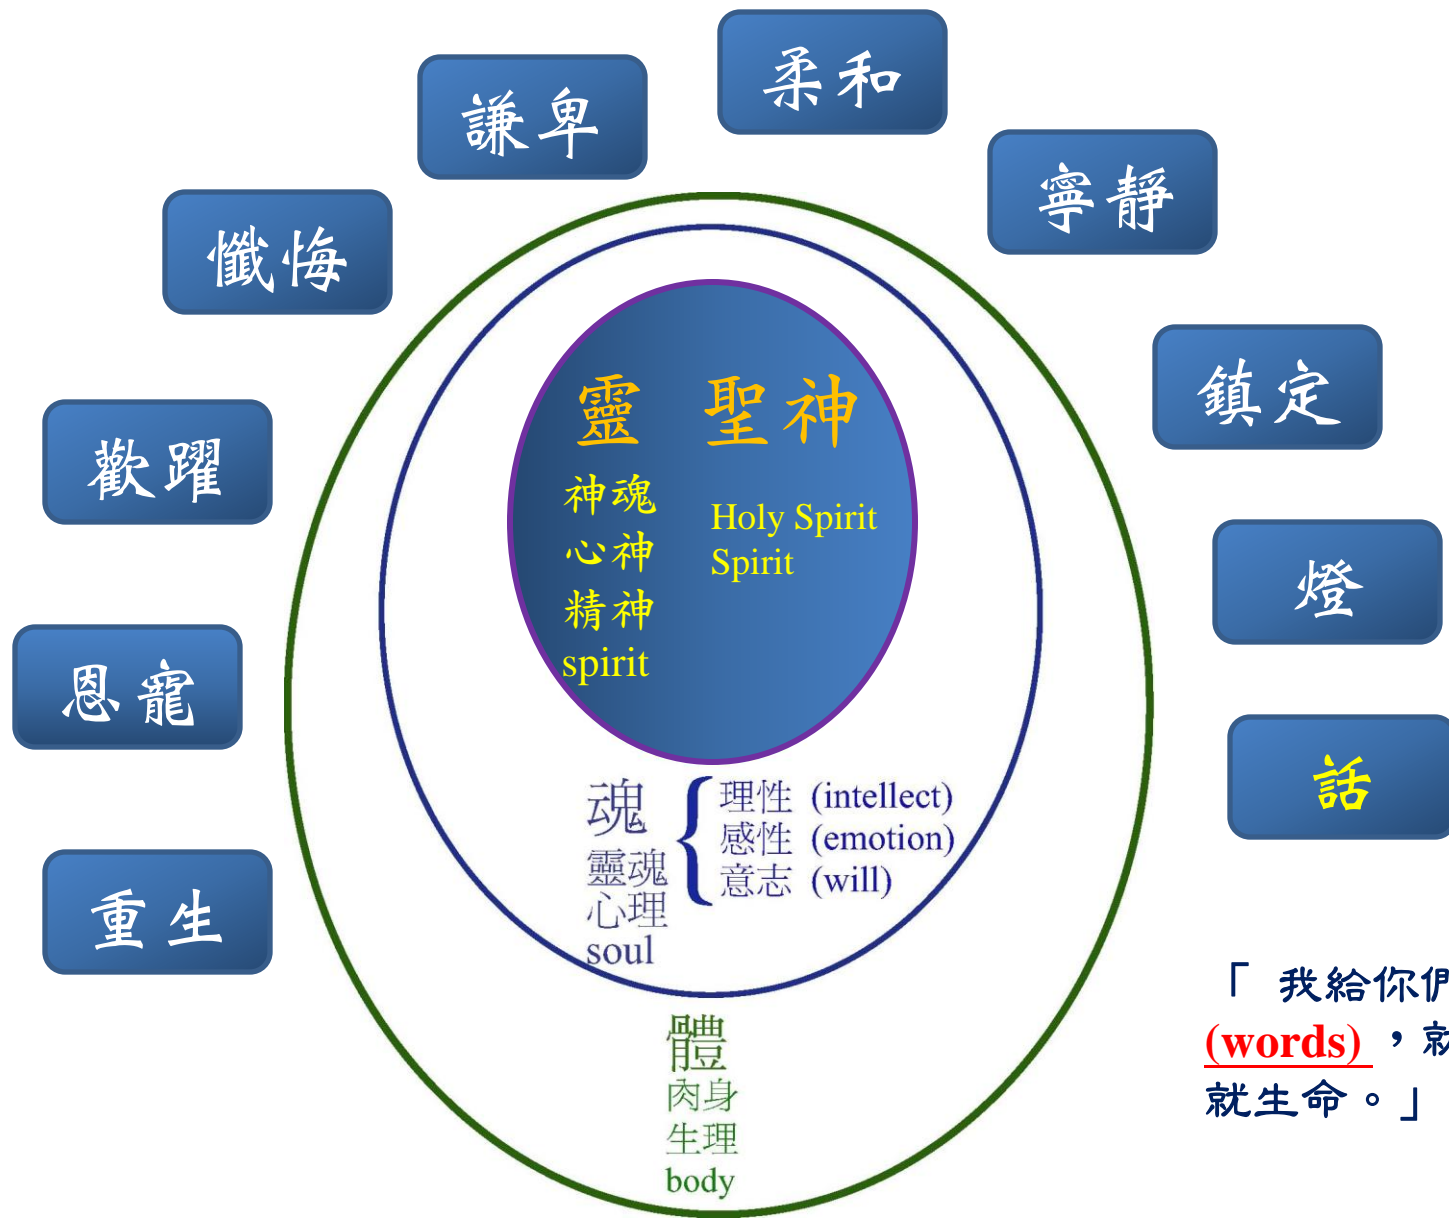 柔和
謙卑
寧靜
懺悔
鎮定
歡躍
燈
恩寵
話
重生
靈 聖神
神魂
心神
精神
spirit
Holy Spirit
Spirit
魂
靈魂
心理
soul
理性 (intellect)
感性 (emotion)
意志 (will)
體
肉身
生理
body
「 我給你們
(words) ，就
就生命。」